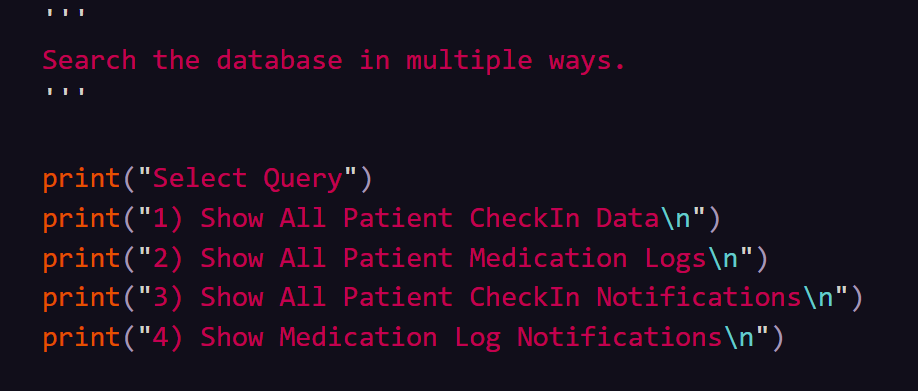 '''
Search the database in multiple ways.
'''
print("Select Query")
print("1) Show All Patient CheckIn Data\n")
print("2) Show All Patient Medication Logs\n")
print("3) Show All Patient CheckIn Notifications\n")
print("4) Show Medication Log Notifications\n")